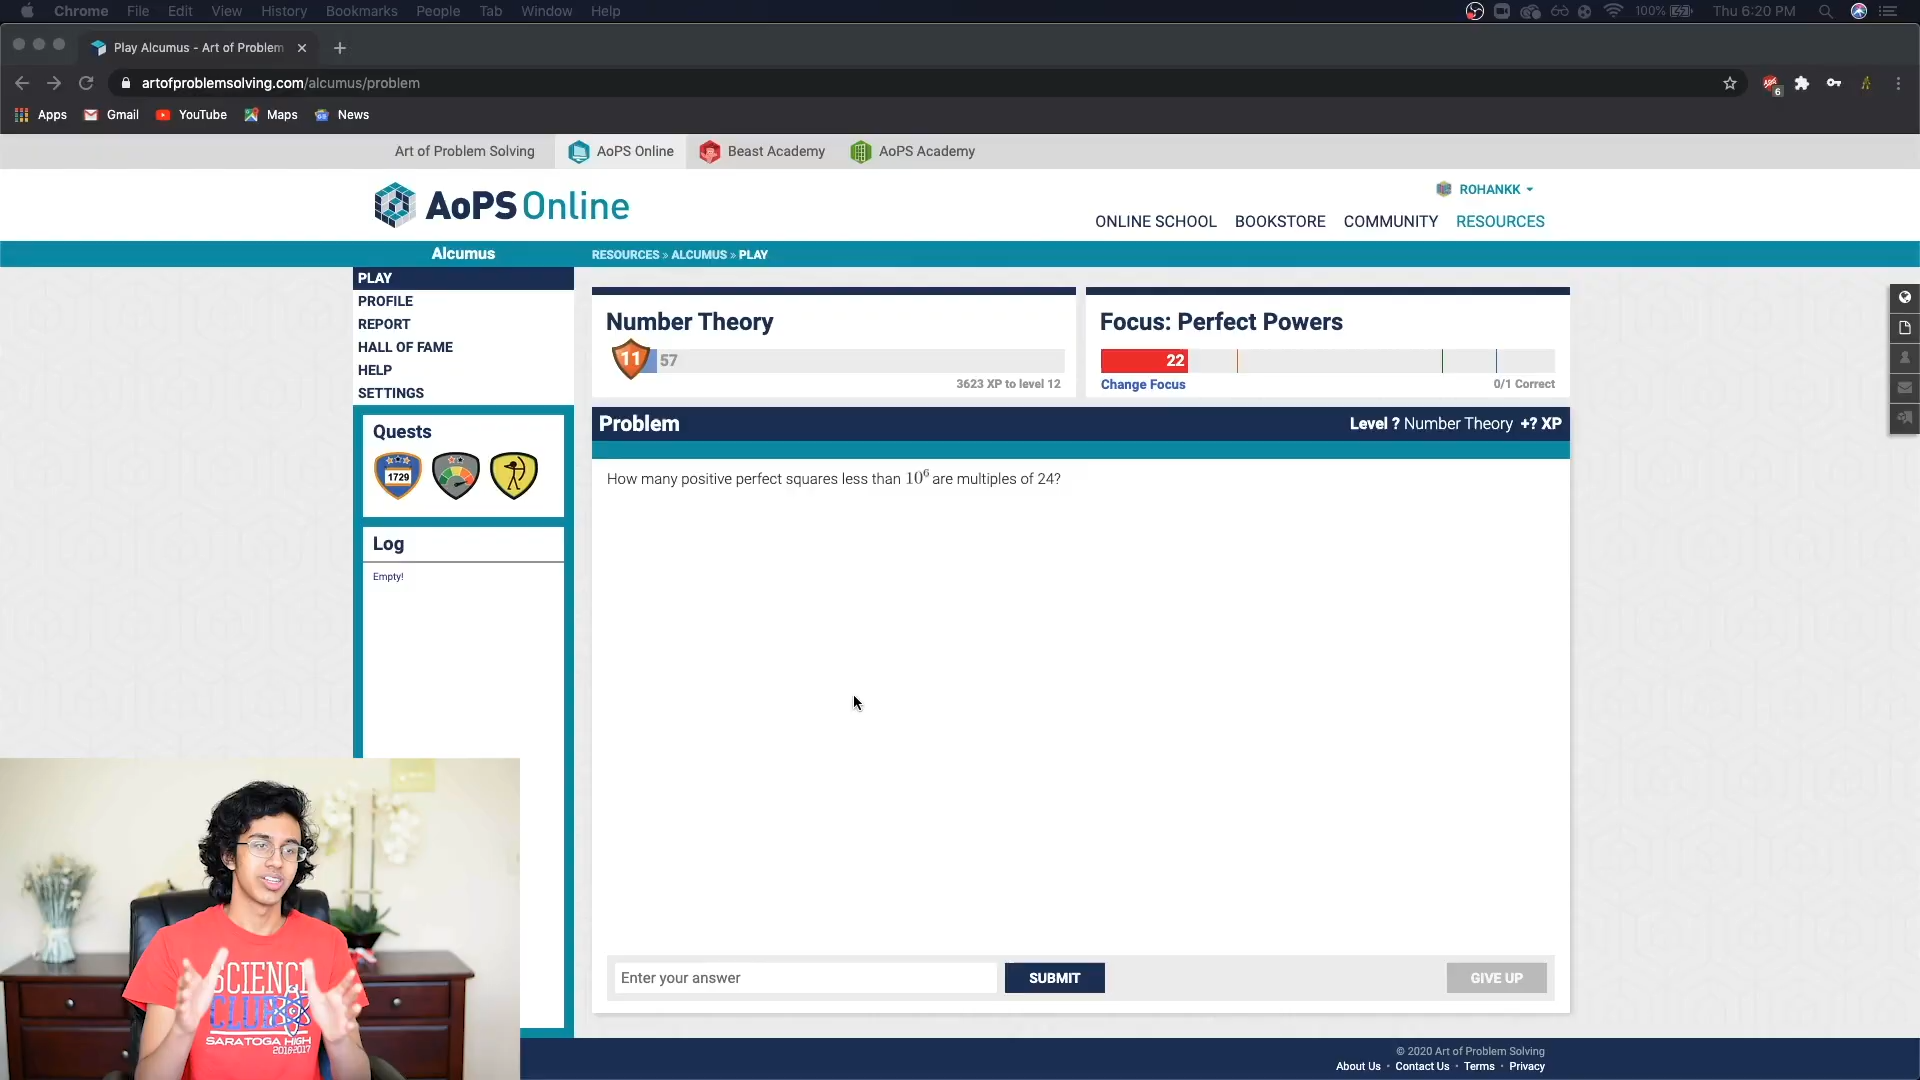 Chrome File Edit View History Bookmarks People Tab Window Help 100% Thu 6:20 PM
Play Alcumus - Art of Problem
artofproblemsolving.com/alcumus/problem
6
Apps Gmail YouTube Maps News
Art of Problem Solving AoPS Online Beast Academy AoPS Academy
AoPS Online
ROHANKK
ONLINE SCHOOL BOOKSTORE COMMUNITY RESOURCES
Alcumus
RESOURCES » ALCUMUS » PLAY
PLAY
PROFILE
REPORT
HALL OF FAME
HELP
SETTINGS
Quests
1729
Log
Empty!
Number Theory
11 57
3623 XP to level 12
Focus: Perfect Powers
22
Change Focus 0/1 Correct
Problem Level ? Number Theory +? XP
How many positive perfect squares less than 10⁶ are multiples of 24?
Enter your answer SUBMIT GIVE UP
SCIENCE
CLUB
SARATOGA HIGH
2016-2017
© 2020 Art of Problem Solving
About Us • Contact Us • Terms • Privacy